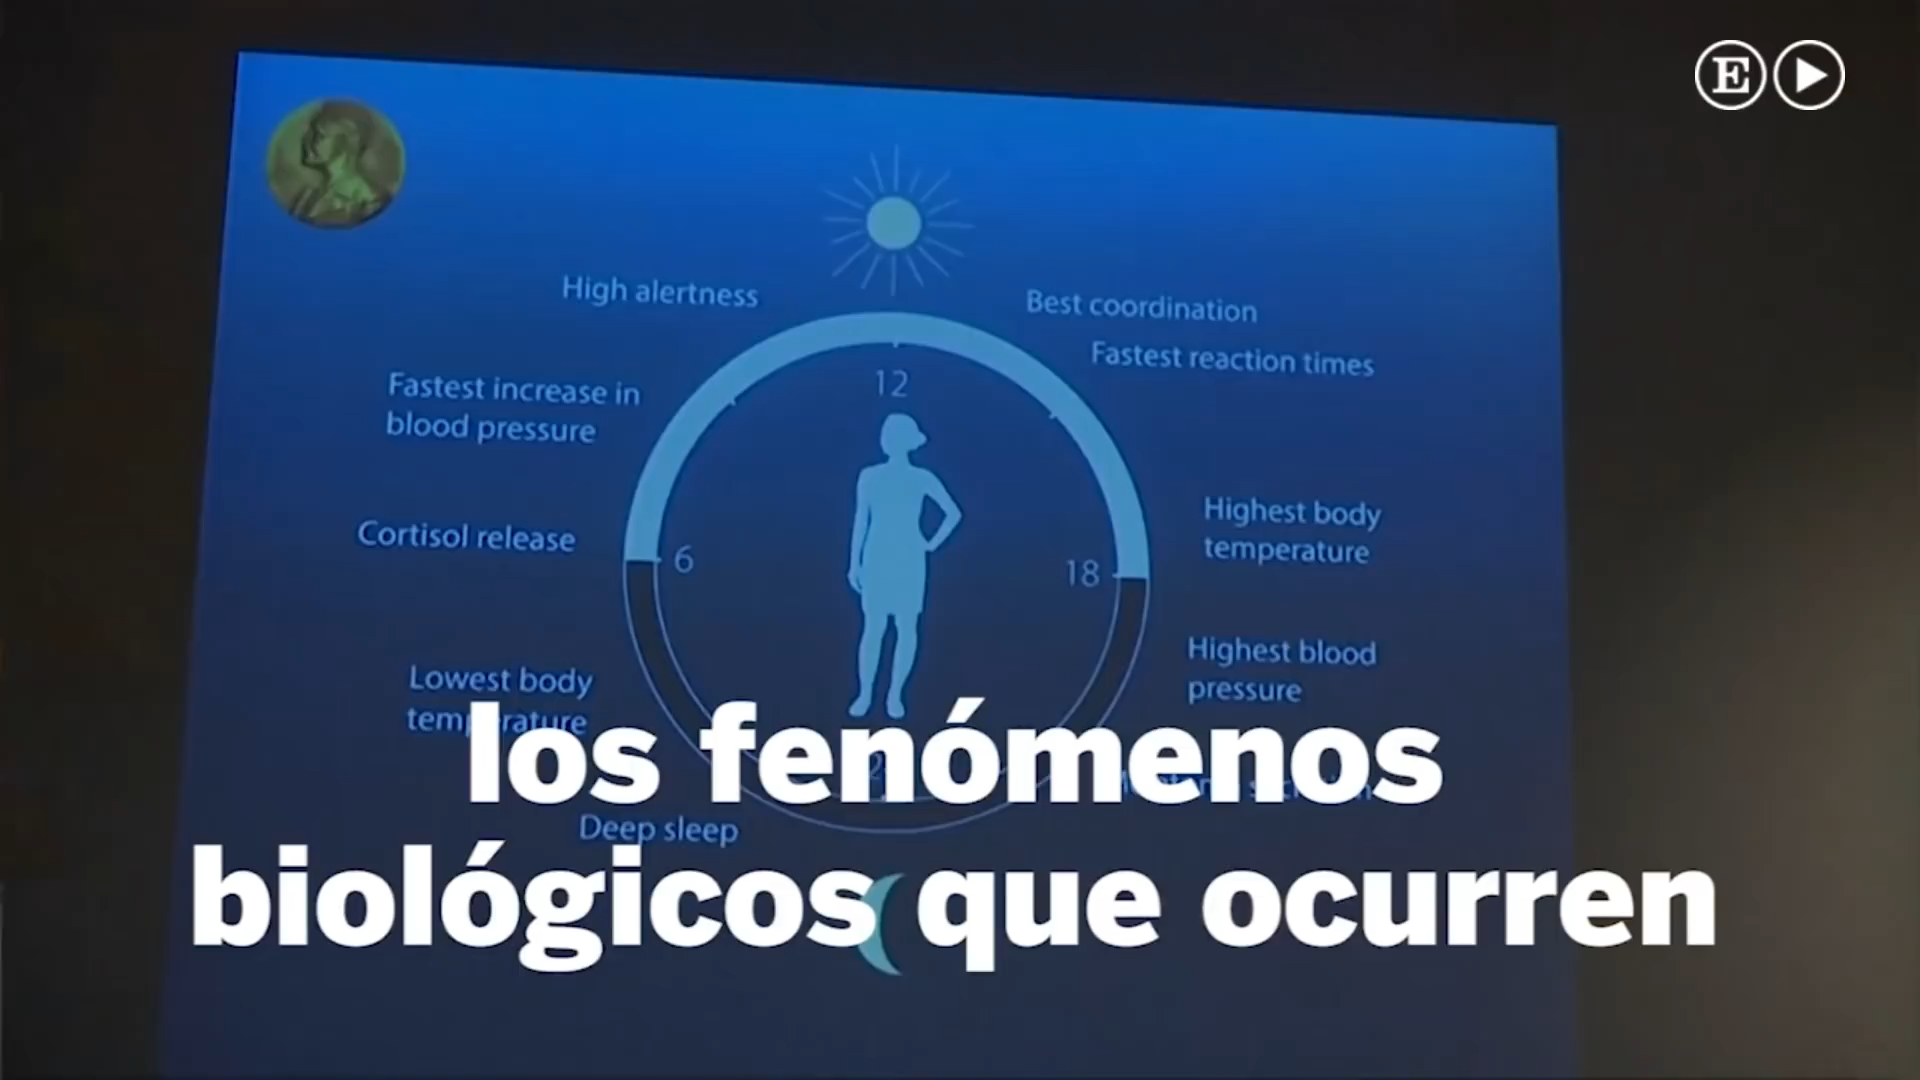 E
High alertness
Best coordination
Fastest reaction times
12
Fastest increase in
blood pressure
Cortisol release
6
18
Highest body
temperature
Highest blood
pressure
Lowest body
temperature
Deep sleep
los fenómenos
biológicos que ocurren